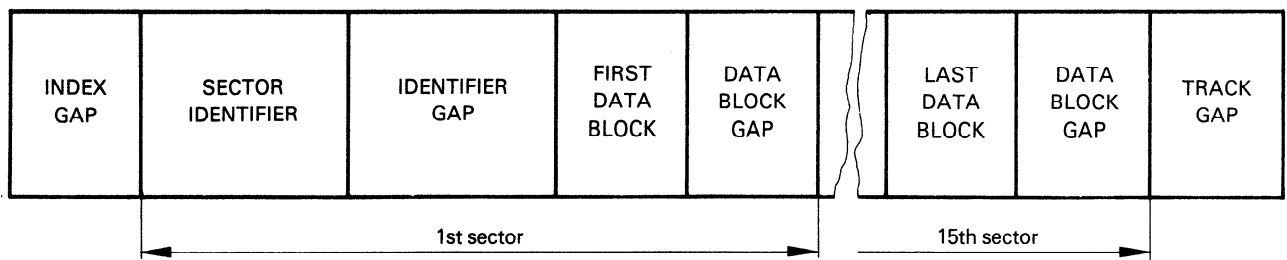 INDEX
GAP
SECTOR
IDENTIFIER
IDENTIFIER
GAP
FIRST
DATA
BLOCK
DATA
BLOCK
GAP
LAST
DATA
BLOCK
DATA
BLOCK
GAP
TRACK
GAP
1st sector
15th sector